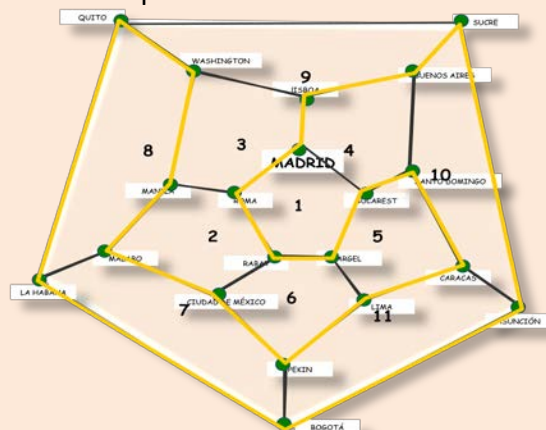 QUITO
SUCRE
WASHINGTON
9
LISBOA
BUENOS AIRES
8
3
4
MADRID
10
SANTO DOMINGO
MANILA
ROMA
BUCAREST
1
2
5
RABAT
ARGEL
CARACAS
LA HABANA
7
CIUDAD DE MÉXICO
6
LIMA
11
ASUNCIÓN
PEKIN
BOGOTÁ